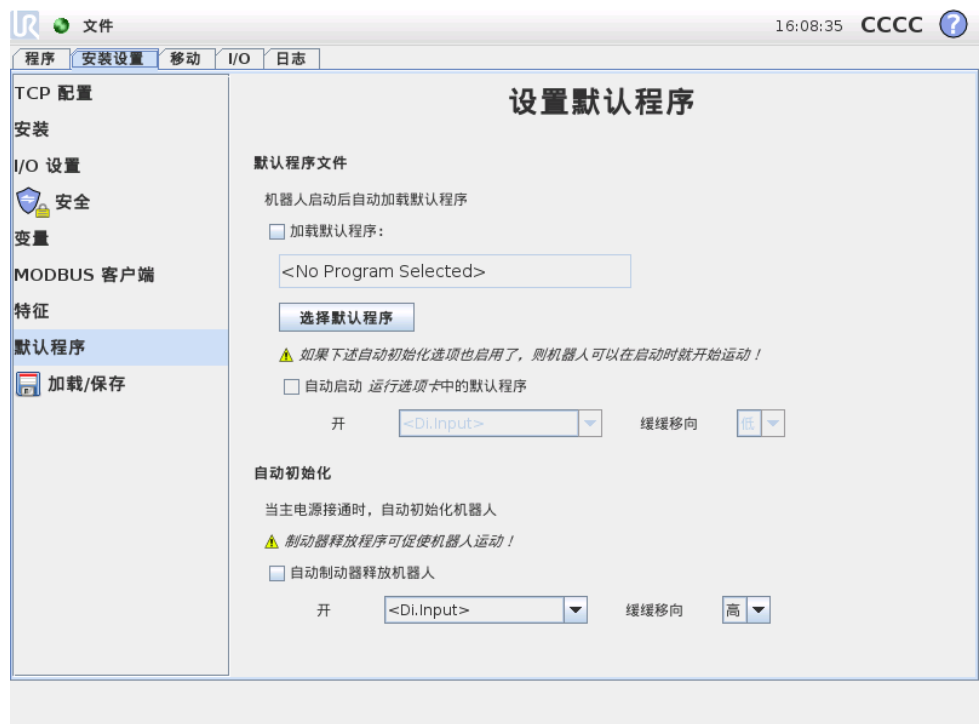 UR 文件 16:08:35 CCCC ?
程序 安装设置 移动 I/O 日志
TCP 配置
安装
I/O 设置
安全
变量
MODBUS 客户端
特征
默认程序
加载/保存
设置默认程序
默认程序文件
机器人启动后自动加载默认程序
加载默认程序:
<No Program Selected>
选择默认程序
如果下述自动初始化选项也启用了，则机器人可以在启动时就开始运动！
自动启动 运行选项卡中的默认程序
开 <Di.Input> 缓缓移向 低
自动初始化
当主电源接通时，自动初始化机器人
制动器释放程序可促使机器人运动！
自动制动器释放机器人
开 <Di.Input> 缓缓移向 高